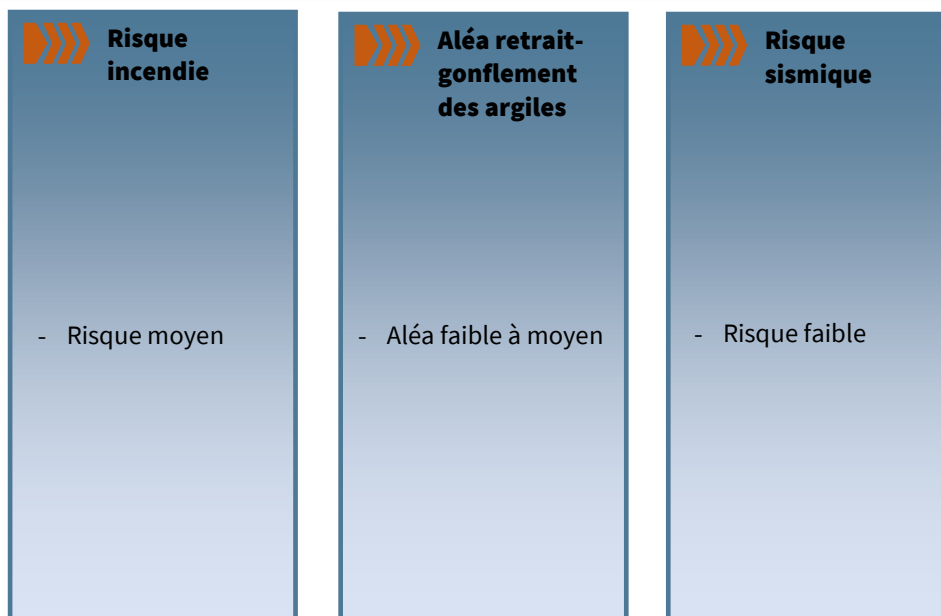 Risque
incendie
- Risque moyen
Aléa retrait-
gonflement
des argiles
- Aléa faible à moyen
Risque
sismique
- Risque faible